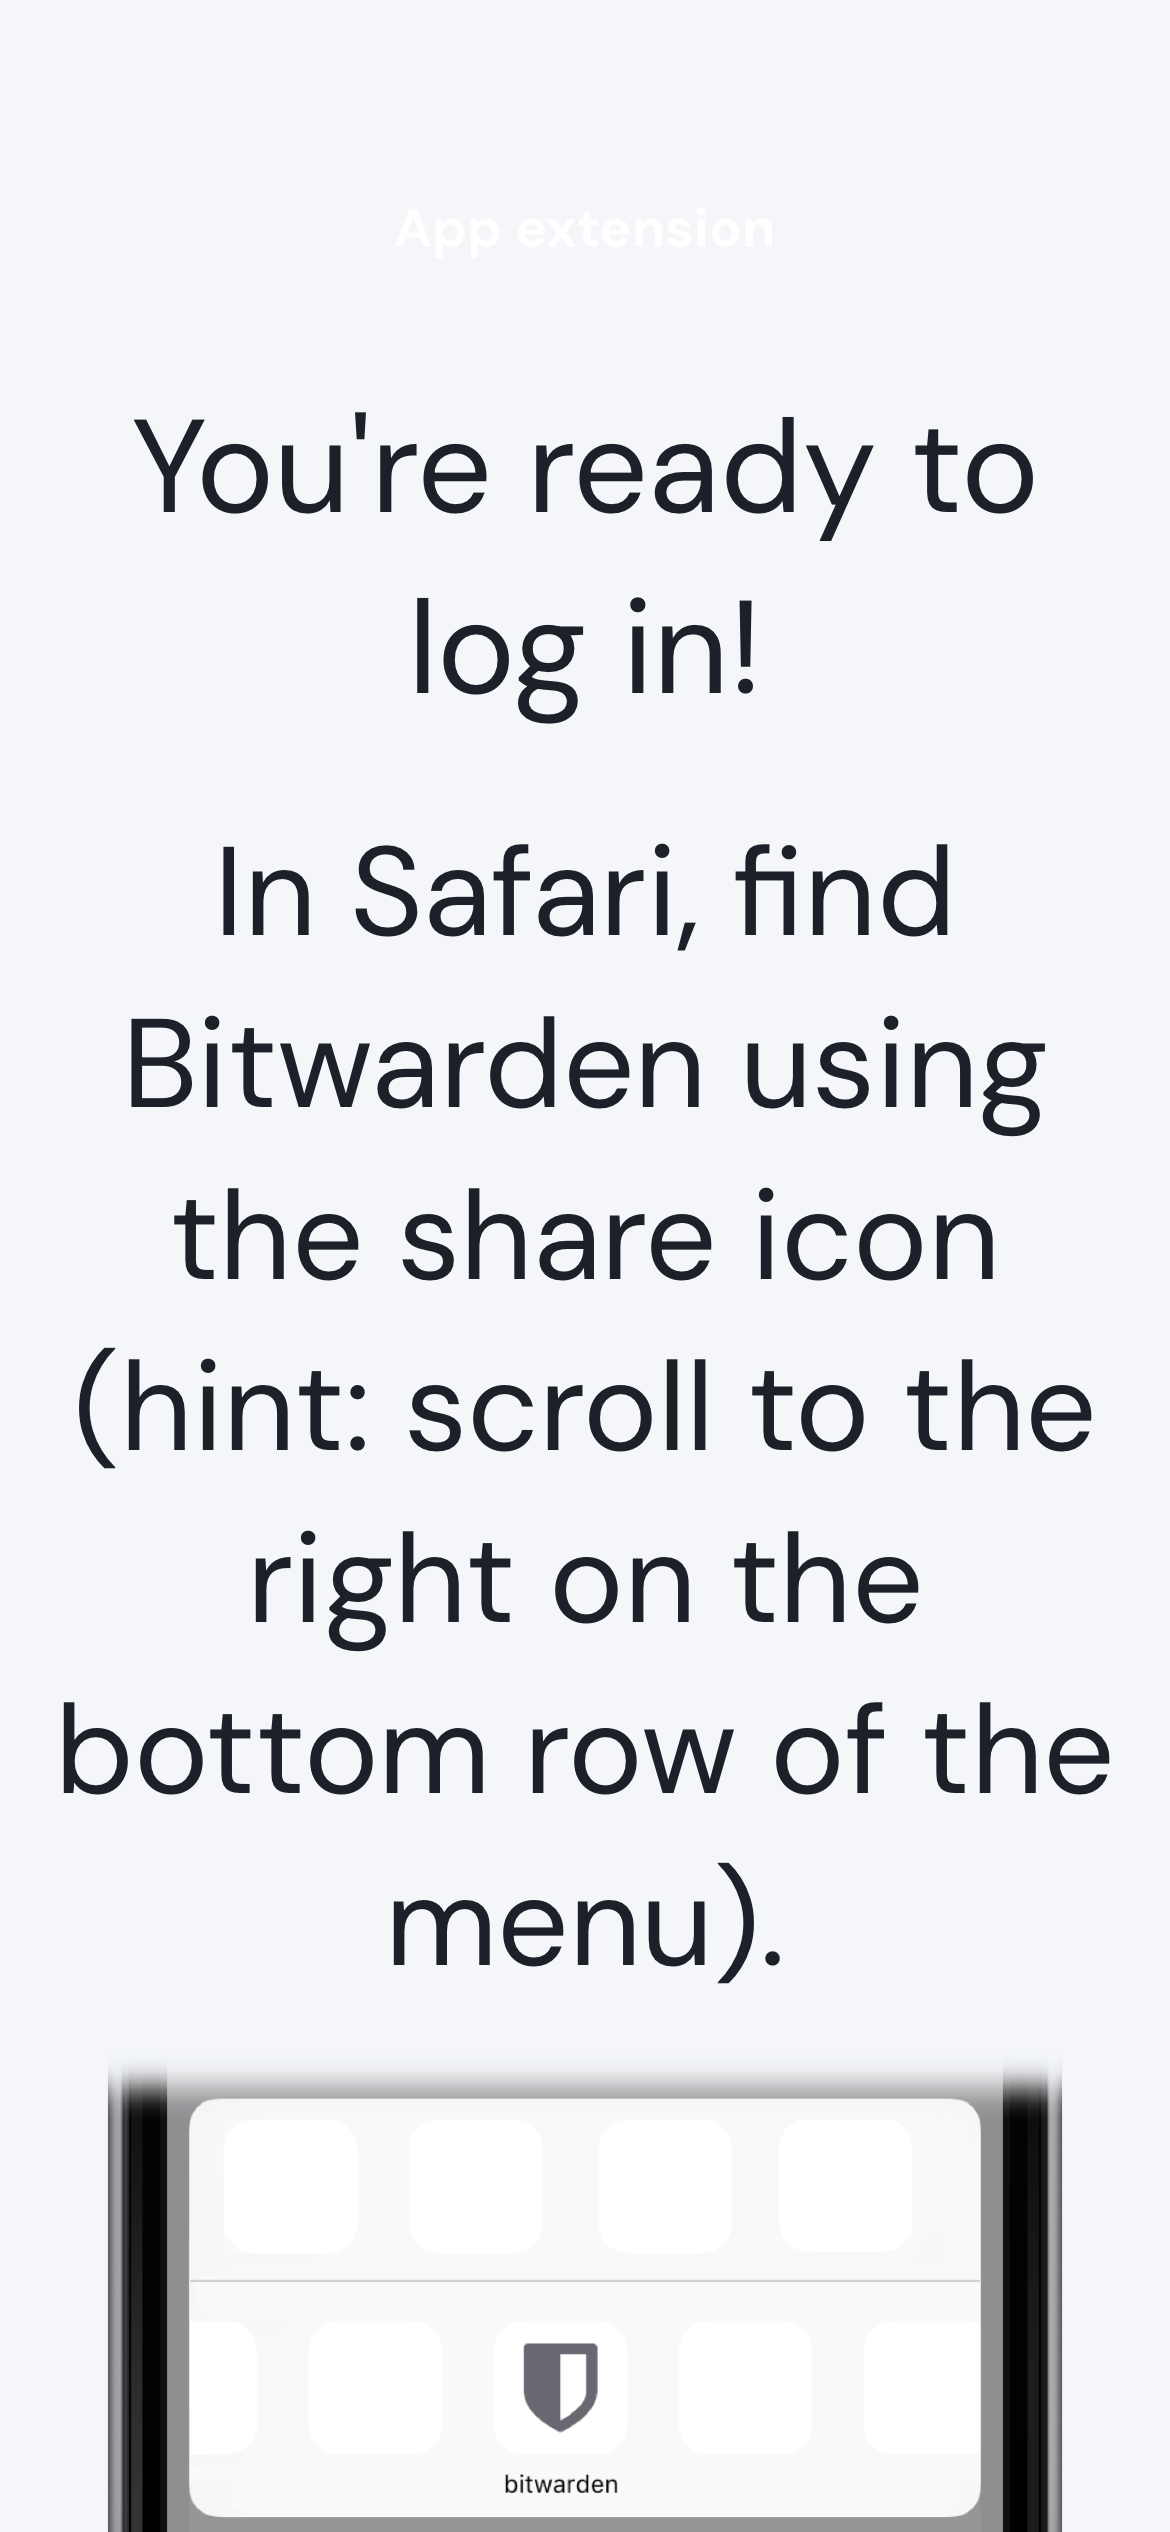 App extension
You're ready to
log in!
In Safari, find
Bitwarden using
the share icon
(hint: scroll to the
right on the
bottom row of the
menu).
bitwarden